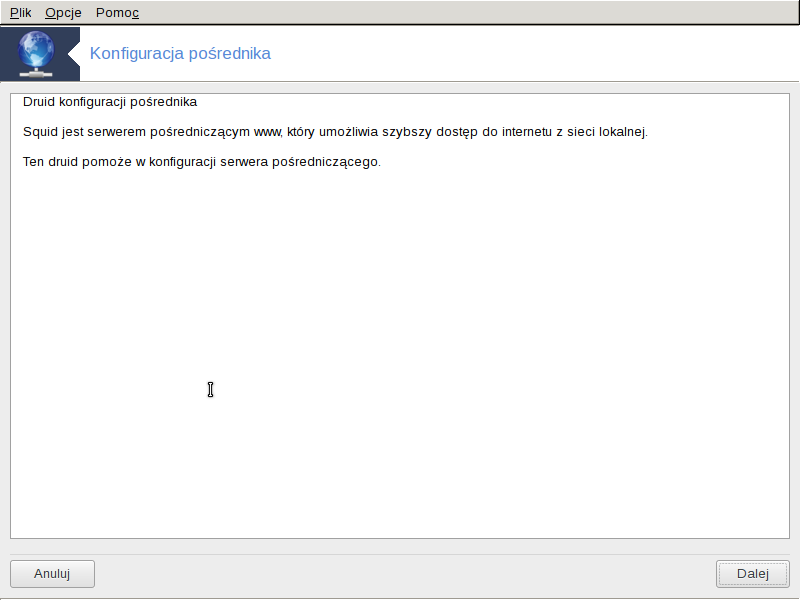 Plik Opcje Pomoc
Konfiguracja pośrednika
Druid konfiguracji pośrednika
Squid jest serwerem pośredniczącym www, który umożliwia szybszy dostęp do internetu z sieci lokalnej.
Ten druid pomoże w konfiguracji serwera pośredniczącego.
Anuluj Dalej